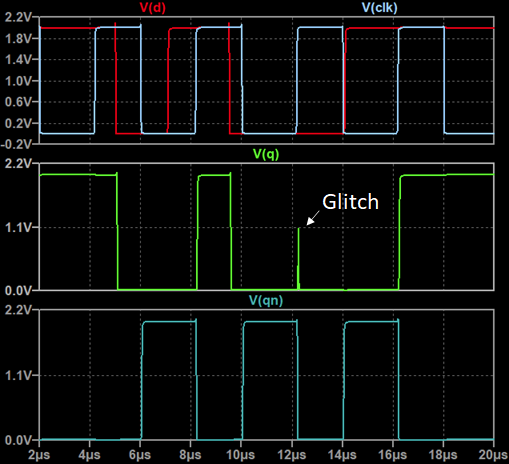 V(d) V(clk)
2.2V
1.8V
1.4V
1.0V
0.6V
0.2V
-0.2V
V(q)
2.2V
Glitch
1.1V
0.0V
V(qn)
2.2V
1.1V
0.0V
2µs 4µs 6µs 8µs 10µs 12µs 14µs 16µs 18µs 20µs